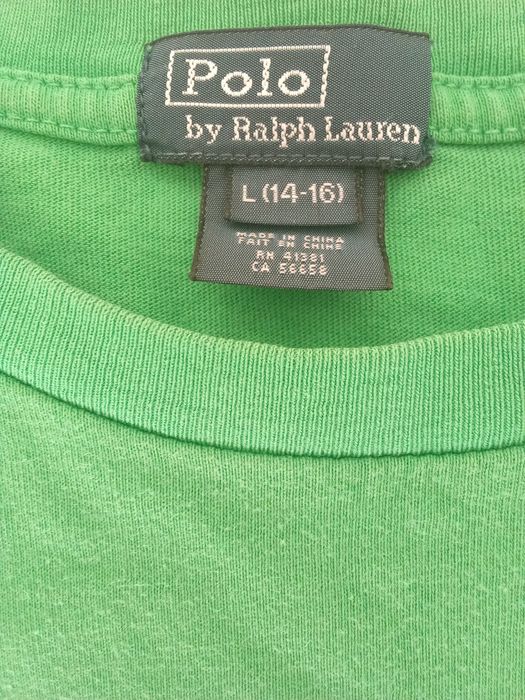 Polo
by Ralph Lauren
L (14-16)
MADE IN CHINA
FAIT EN CHINE
RN 41381
CA 56658